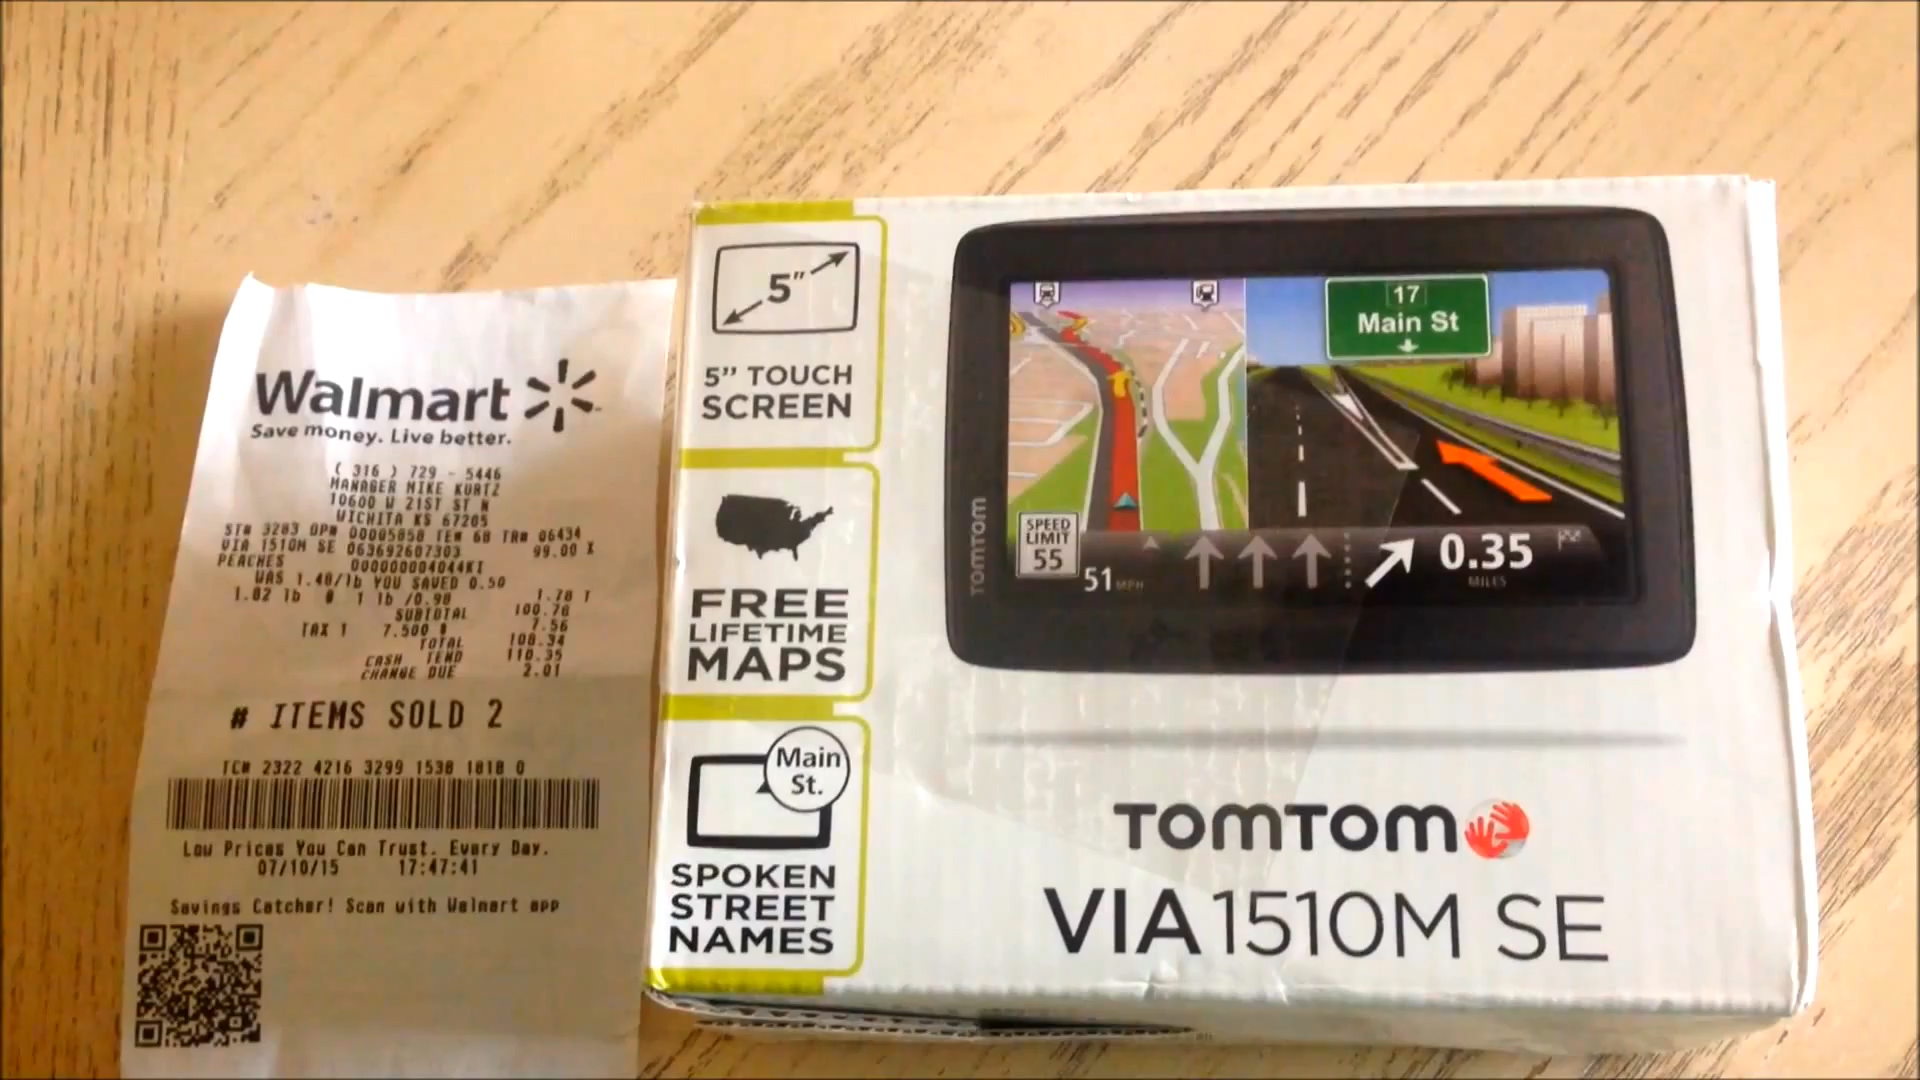 Walmart
Save money. Live better.
( 316 ) 729 - 5446
MANAGER MIKE KURTZ
10600 W 21ST ST N
WICHITA KS 67205
ST# 3283 OP# 00005858 TE# 68 TR# 06434
VIA 1510M SE 063692607303 99.00 X
PEACHES 000000004044KI
WAS 1.48/lb YOU SAVED 0.50
1.82 lb @ 1 lb /0.98 1.78 T
SUBTOTAL 100.78
TAX 1 7.500 % 7.56
TOTAL 108.34
CASH TEND 110.35
CHANGE DUE 2.01
# ITEMS SOLD 2
TC# 2322 4216 3299 1538 1818 0
Low Prices You Can Trust. Every Day.
07/10/15 17:47:41
Savings Catcher! Scan with Walmart app
5"
5” TOUCH
SCREEN
FREE
LIFETIME
MAPS
Main
St.
SPOKEN
STREET
NAMES
TOMTOM
17
Main St
SPEED
LIMIT
55
51 MPH
0.35
MILES
TOMTOM
VIA 1510M SE